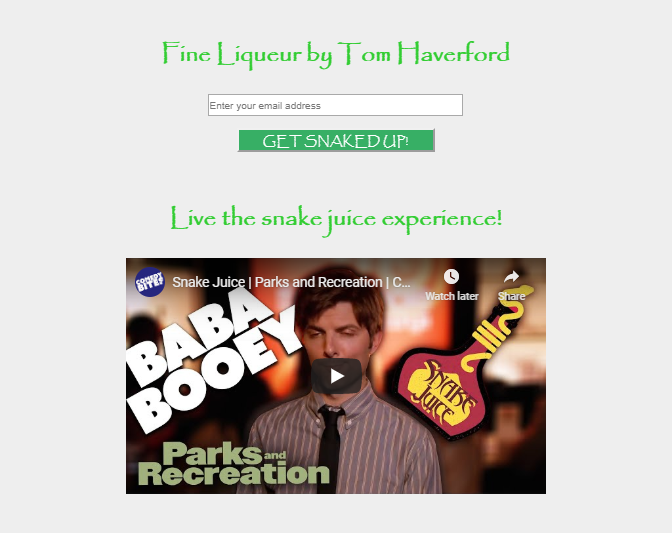 Fine Liqueur by Tom Haverford
Enter your email address
GET SNAKED UP!
Live the snake juice experience!
COMEDY
BITES
Snake Juice | Parks and Recreation | C...
Watch later
Share
BABA
BOOEY
SNAKE
JUICE
Parks and
Recreation